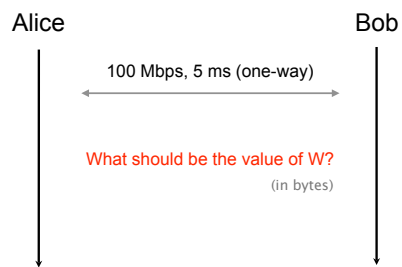 Alice
Bob
100 Mbps, 5 ms (one-way)
What should be the value of W?
(in bytes)